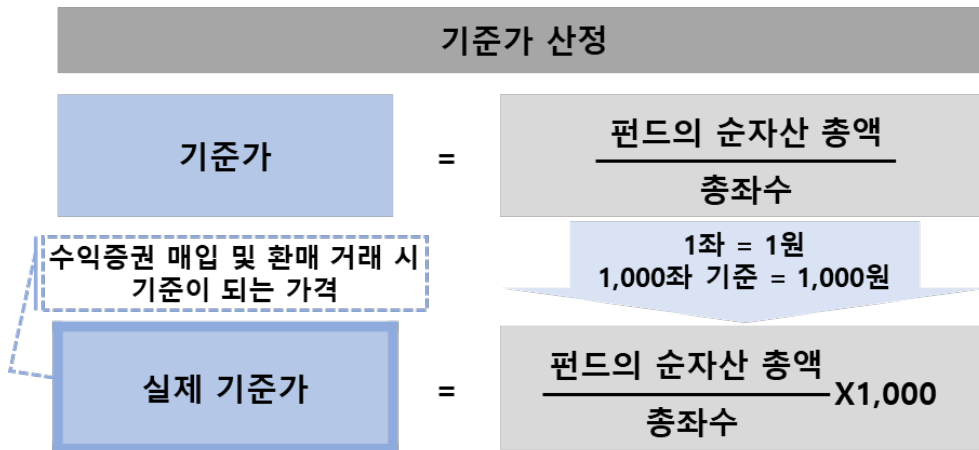 기준가 산정
기준가
=
펀드의 순자산 총액
총좌수
수익증권 매입 및 환매 거래 시
기준이 되는 가격
1좌 = 1원
1,000좌 기준 = 1,000원
실제 기준가
=
펀드의 순자산 총액
총좌수
X1,000